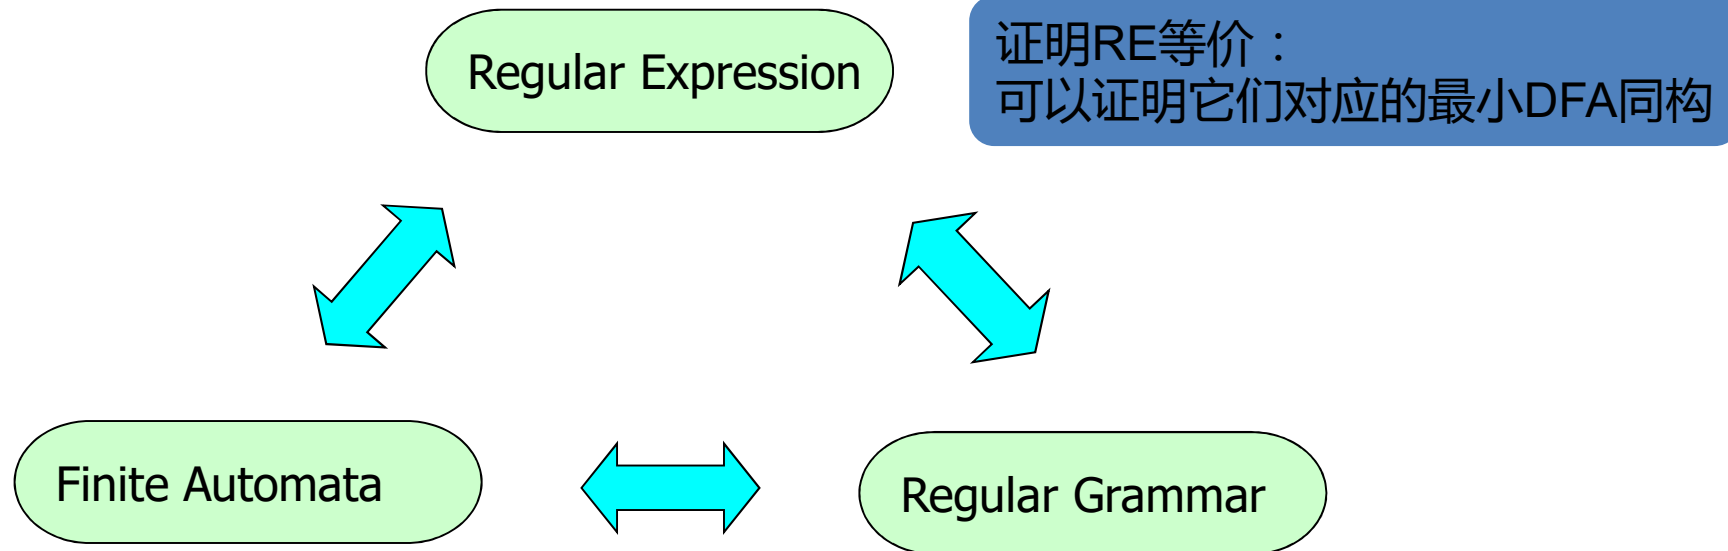 Regular Expression
证明RE等价：
可以证明它们对应的最小DFA同构
Finite Automata
Regular Grammar